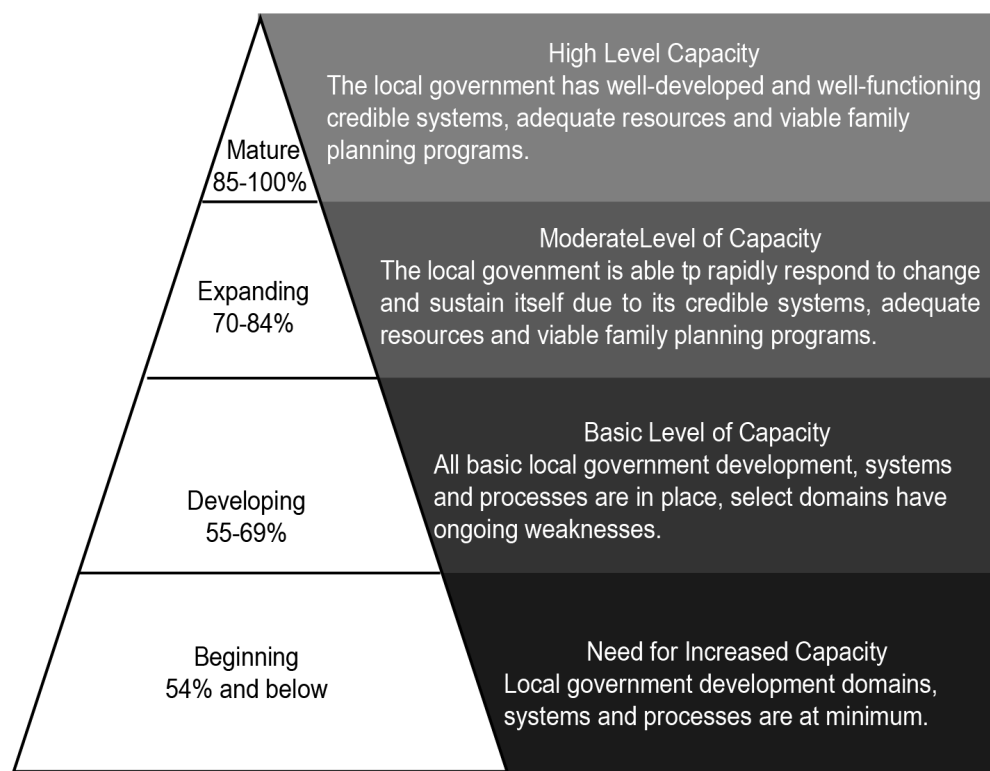 High Level Capacity
The local government has well-developed and well-functioning
credible systems, adequate resources and viable family
planning programs.
Mature
85-100%
ModerateLevel of Capacity
The local govenment is able tp rapidly respond to change
and sustain itself due to its credible systems, adequate
resources and viable family planning programs.
Expanding
70-84%
Basic Level of Capacity
All basic local government development, systems
and processes are in place, select domains have
ongoing weaknesses.
Developing
55-69%
Need for Increased Capacity
Local government development domains,
systems and processes are at minimum.
Beginning
54% and below